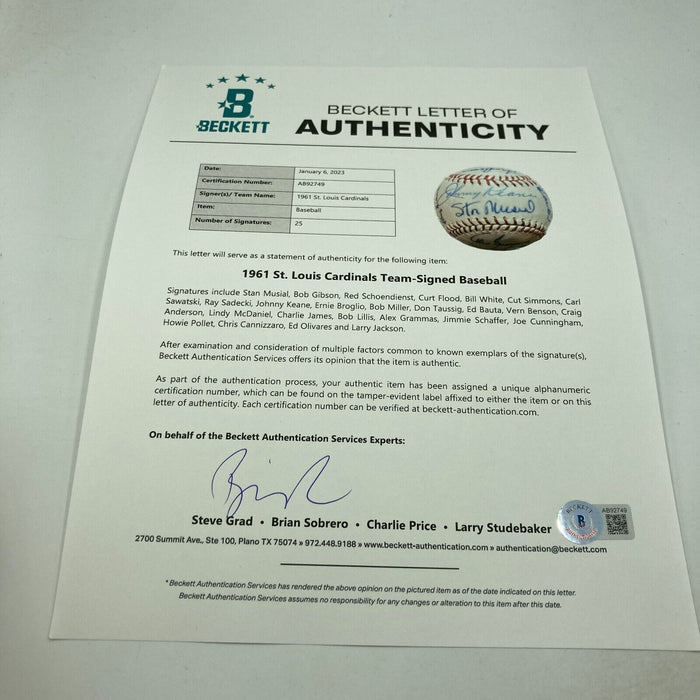 BECKETT
BECKETT LETTER OF
AUTHENTICITY
Date: January 6, 2023
Certification Number: AB92749
Signer(s)/ Team Name: 1961 St. Louis Cardinals
Item: Baseball
Number of Signatures: 25
Johnny Keane
Stan Musial
This letter will serve as a statement of authenticity for the following item:
1961 St. Louis Cardinals Team-Signed Baseball
Signatures include Stan Musial, Bob Gibson, Red Schoendienst, Curt Flood, Bill White, Cut Simmons, Carl
Sawatski, Ray Sadecki, Johnny Keane, Ernie Broglio, Bob Miller, Don Taussig, Ed Bauta, Vern Benson, Craig
Anderson, Lindy McDaniel, Charlie James, Bob Lillis, Alex Grammas, Jimmie Schaffer, Joe Cunningham,
Howie Pollet, Chris Cannizzaro, Ed Olivares and Larry Jackson.
After examination and consideration of multiple factors common to known exemplars of the signature(s),
Beckett Authentication Services offers its opinion that the item is authentic.
As part of the authentication process, your authentic item has been assigned a unique alphanumeric
certification number, which can be found on the tamper-evident label affixed to either the item or on this
letter of authenticity. Each certification number can be verified at beckett-authentication.com.
On behalf of the Beckett Authentication Services Experts:
Steve Grad • Brian Sobrero • Charlie Price • Larry Studebaker
BECKETT
B
AB92749
2700 Summit Ave., Ste 100, Plano TX 75074 » 972.448.9188 » www.beckett-authentication.com » authentication@beckett.com
* Beckett Authentication Services has rendered the above opinion on the pictured item as of the date indicated on this letter.
Beckett Authentication Services assumes no responsibility for any changes or alteration to this item after this date.